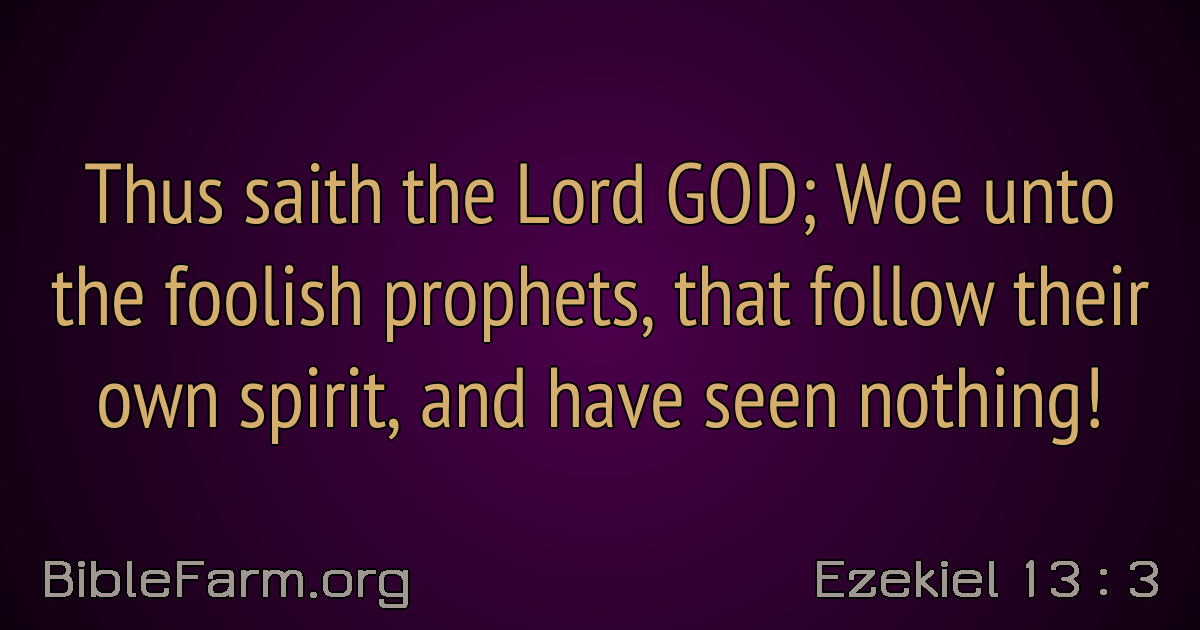 Thus saith the Lord GOD; Woe unto
the foolish prophets, that follow their
own spirit, and have seen nothing!
BibleFarm.org
Ezekiel 13 : 3